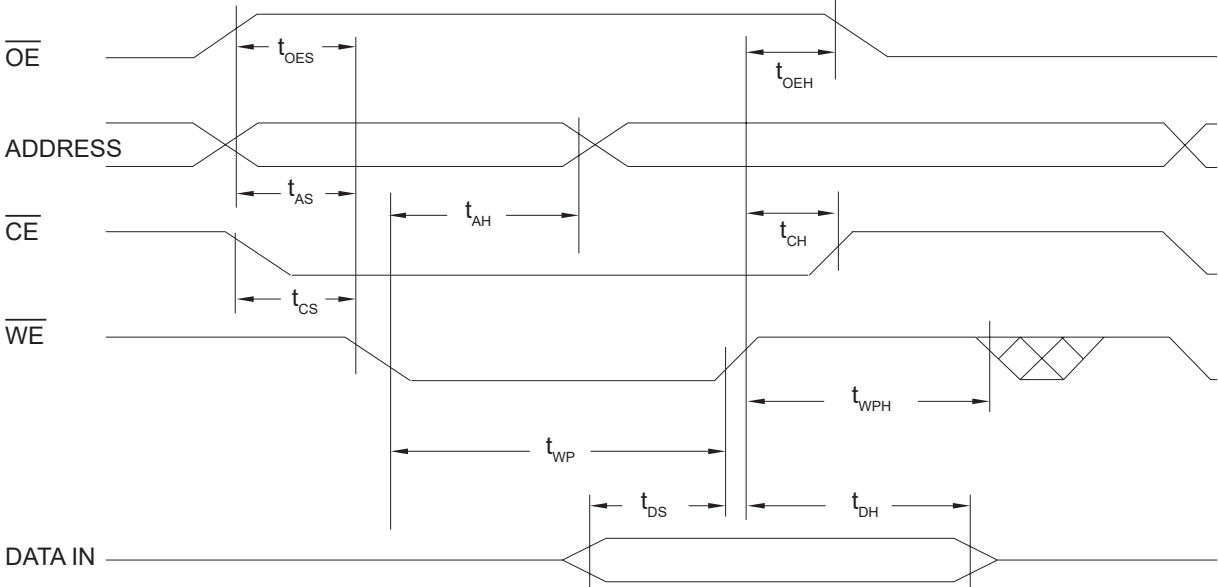 OE
tOES
tOEH
ADDRESS
tAS
tAH
CE
tCH
tCS
WE
tWPH
tWP
tDS
tDH
DATA IN